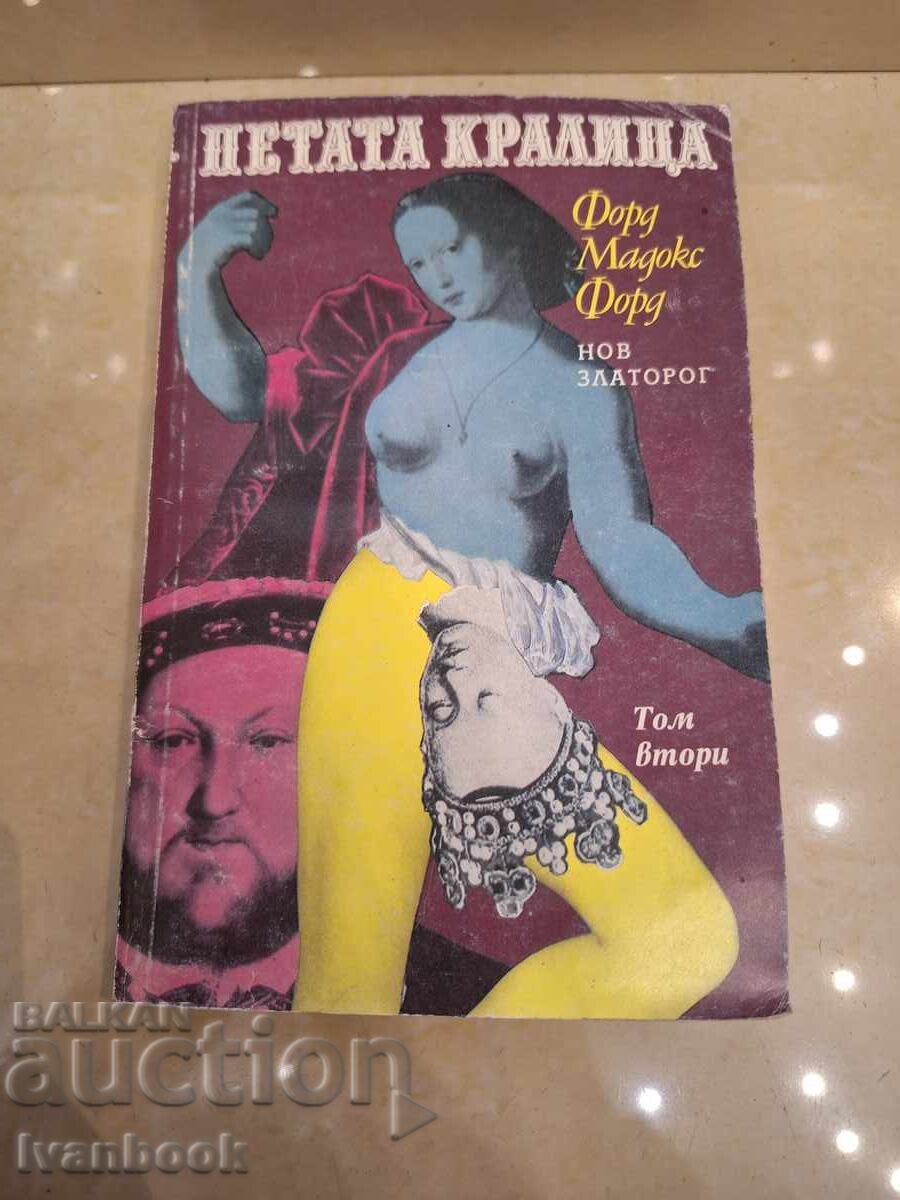 ПЕТАТА КРАЛИЦА
Форд
Мадокс
Форд
НОВ
ЗЛАТОРОГ
Том
втори
BALKAN
auction
Ivanbook